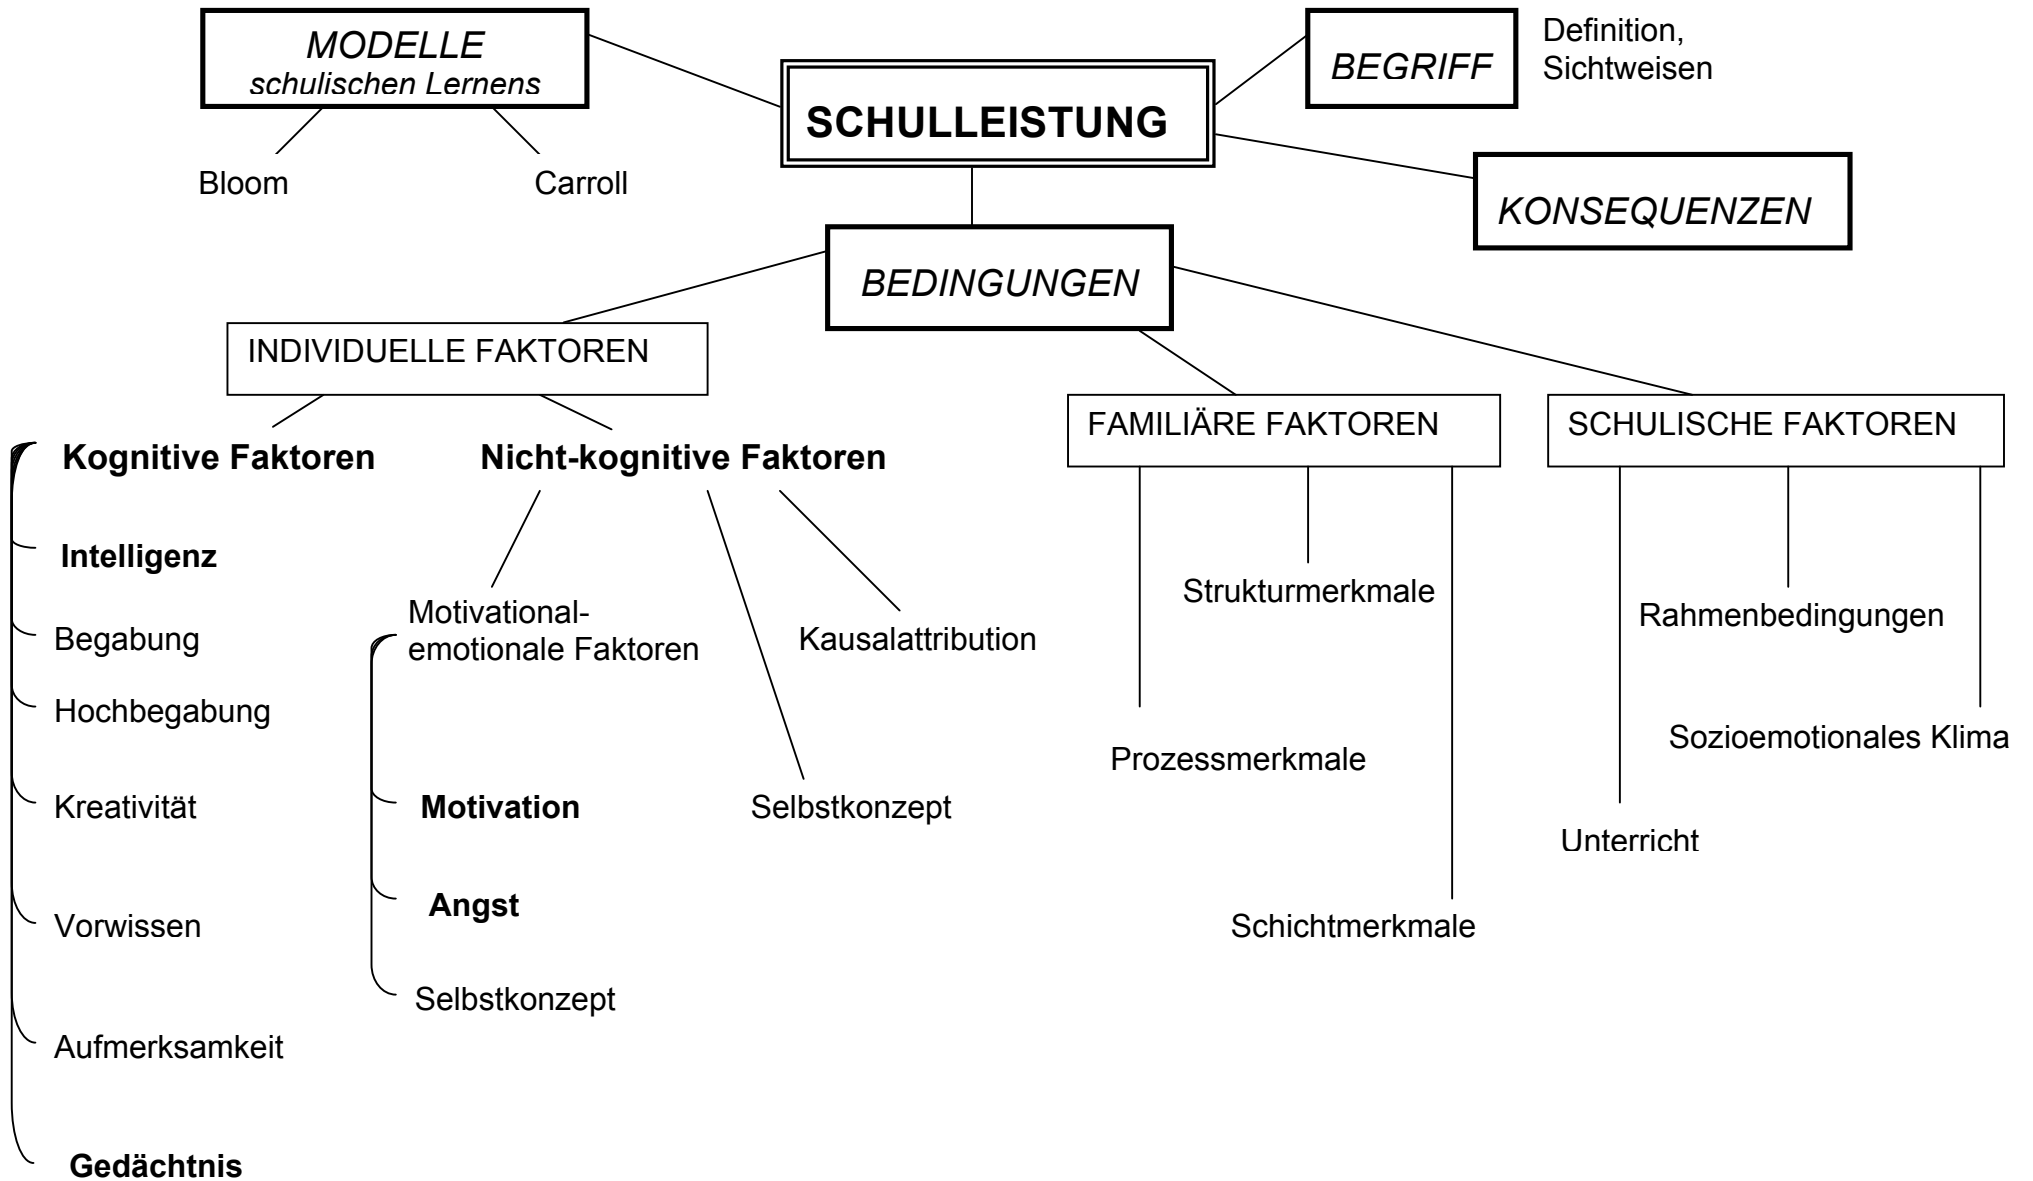 MODELLE
schulischen Lernens
Bloom
Carroll
SCHULLEISTUNG
BEGRIFF
Definition,
Sichtweisen
KONSEQUENZEN
BEDINGUNGEN
INDIVIDUELLE FAKTOREN
Kognitive Faktoren
Intelligenz
Begabung
Hochbegabung
Kreativität
Vorwissen
Aufmerksamkeit
Gedächtnis
Nicht-kognitive Faktoren
Motivational-
emotionale Faktoren
Motivation
Angst
Selbstkonzept
Selbstkonzept
Kausalattribution
FAMILIÄRE FAKTOREN
Prozessmerkmale
Strukturmerkmale
Schichtmerkmale
SCHULISCHE FAKTOREN
Unterricht
Rahmenbedingungen
Sozioemotionales Klima